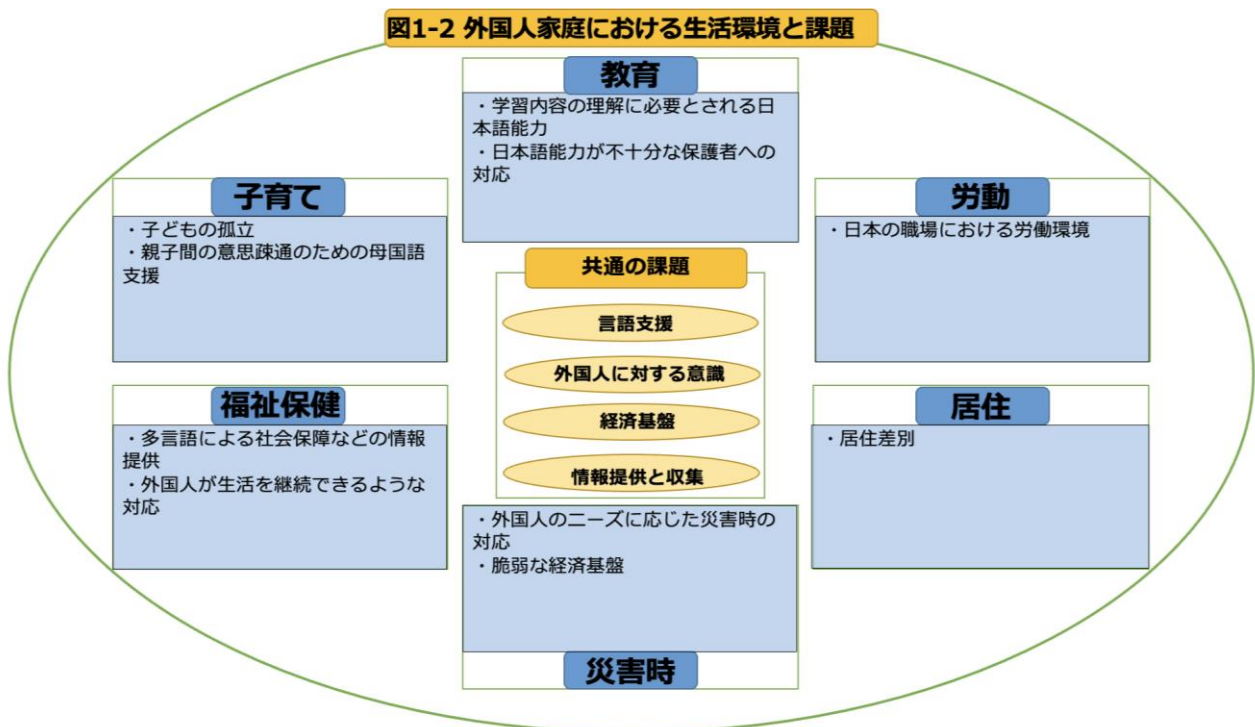 図1-2 外国人家庭における生活環境と課題
教育
・学習内容の理解に必要とされる日
本語能力
・日本語能力が不十分な保護者への
対応
子育て
・子どもの孤立
・親子間の意思疎通のための母国語
支援
労動
・日本の職場における労働環境
共通の課題
言語支援
外国人に対する意識
経済基盤
情報提供と収集
福祉保健
・多言語による社会保障などの情報
提供
・外国人が生活を継続できるような
対応
居住
・居住差別
・外国人のニーズに応じた災害時の
対応
・脆弱な経済基盤
災害時